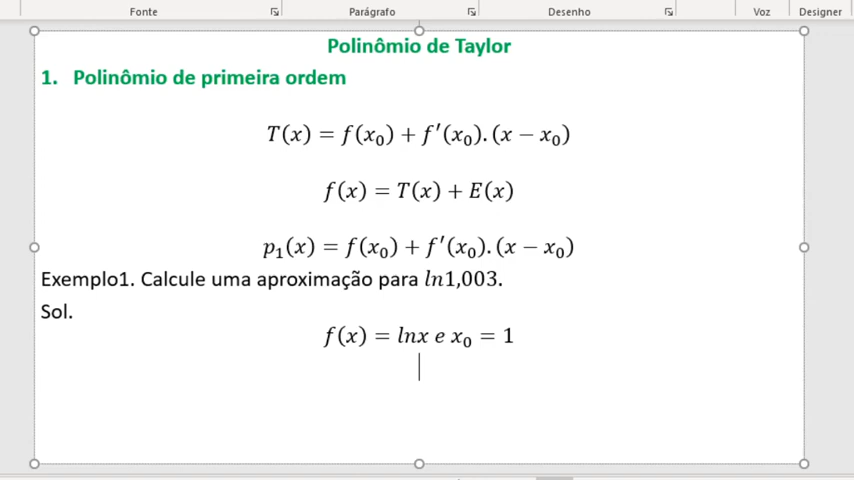 Fonte Parágrafo Desenho Voz Designer
Polinômio de Taylor
1. Polinômio de primeira ordem
T(x) = f(x₀) + f′(x₀).(x − x₀)
f(x) = T(x) + E(x)
p₁(x) = f(x₀) + f′(x₀).(x − x₀)
Exemplo1. Calcule uma aproximação para ln1,003.
Sol.
f(x) = lnx e x₀ = 1